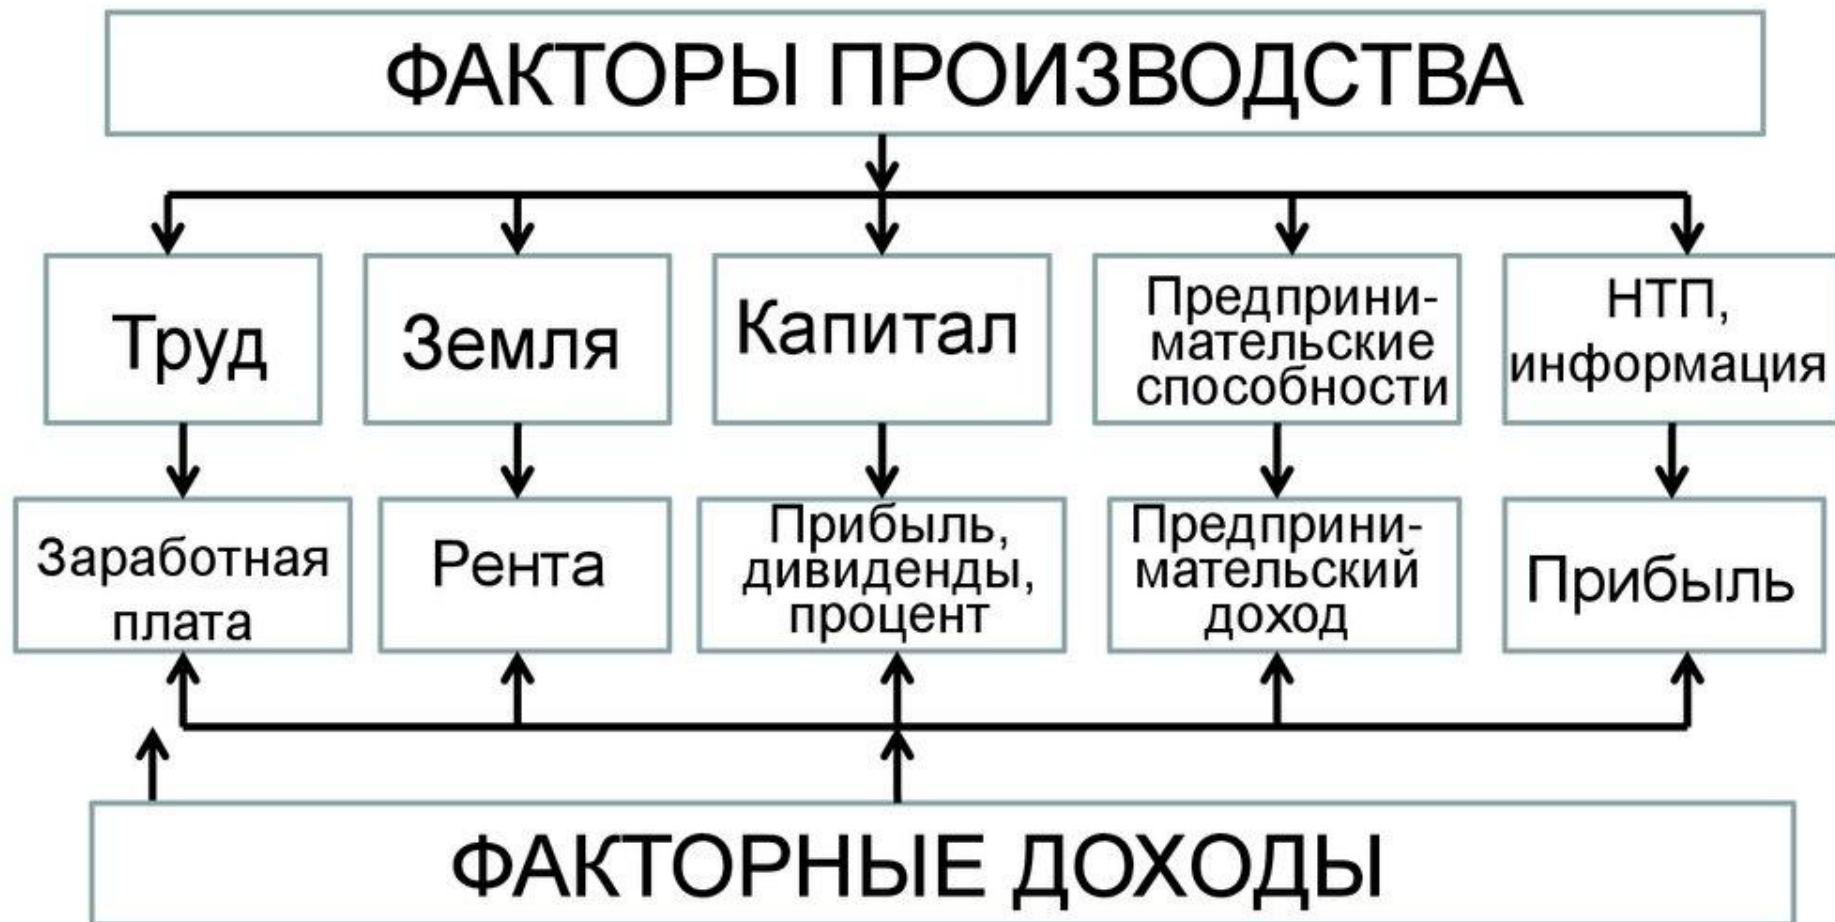 ФАКТОРЫ ПРОИЗВОДСТВА
Труд
Земля
Капитал
Предприни-
мательские
способности
НТП,
информация
Заработная
плата
Рента
Прибыль,
дивиденды,
процент
Предприни-
мательский
доход
Прибыль
ФАКТОРНЫЕ ДОХОДЫ